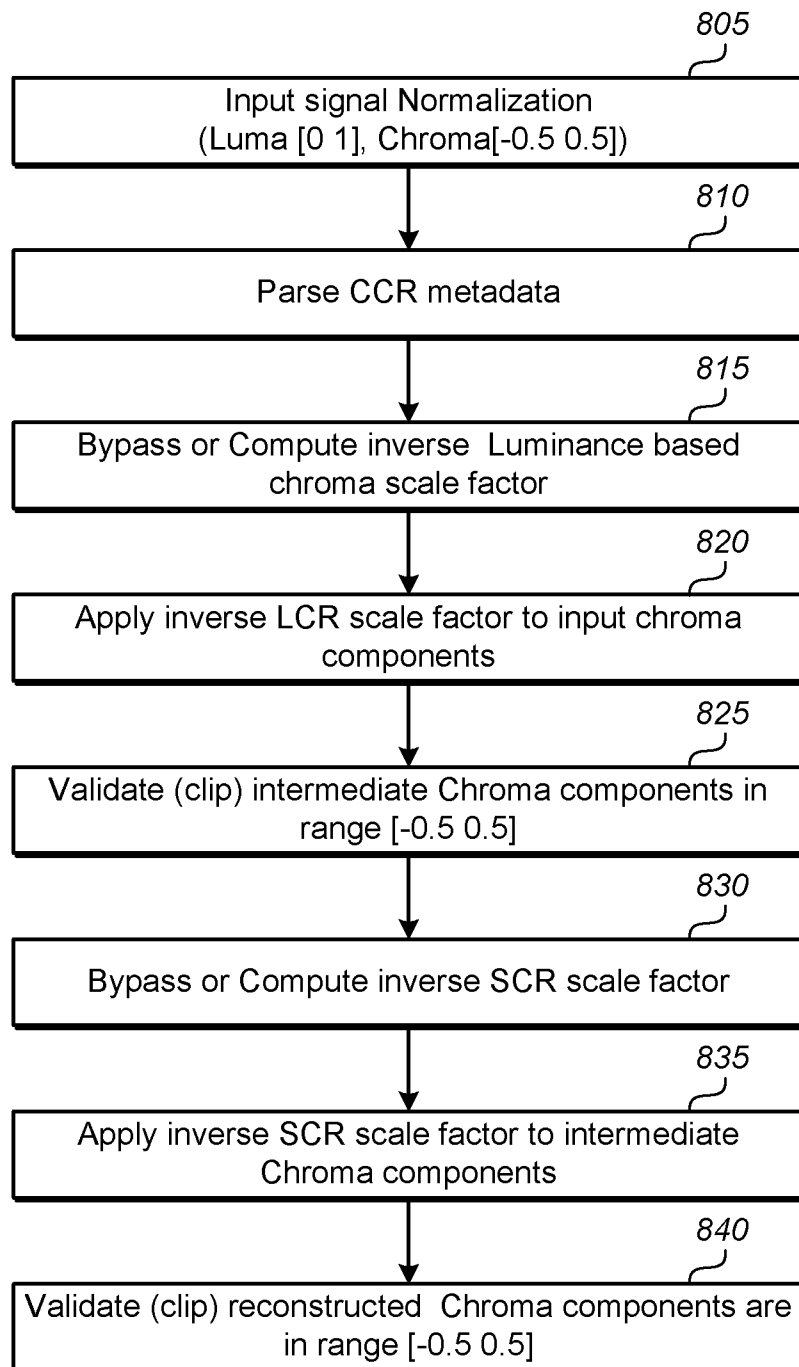 805
Input signal Normalization
(Luma [0 1], Chroma[-0.5 0.5])
810
Parse CCR metadata
815
Bypass or Compute inverse Luminance based
chroma scale factor
820
Apply inverse LCR scale factor to input chroma
components
825
Validate (clip) intermediate Chroma components in
range [-0.5 0.5]
830
Bypass or Compute inverse SCR scale factor
835
Apply inverse SCR scale factor to intermediate
Chroma components
840
Validate (clip) reconstructed Chroma components are
in range [-0.5 0.5]